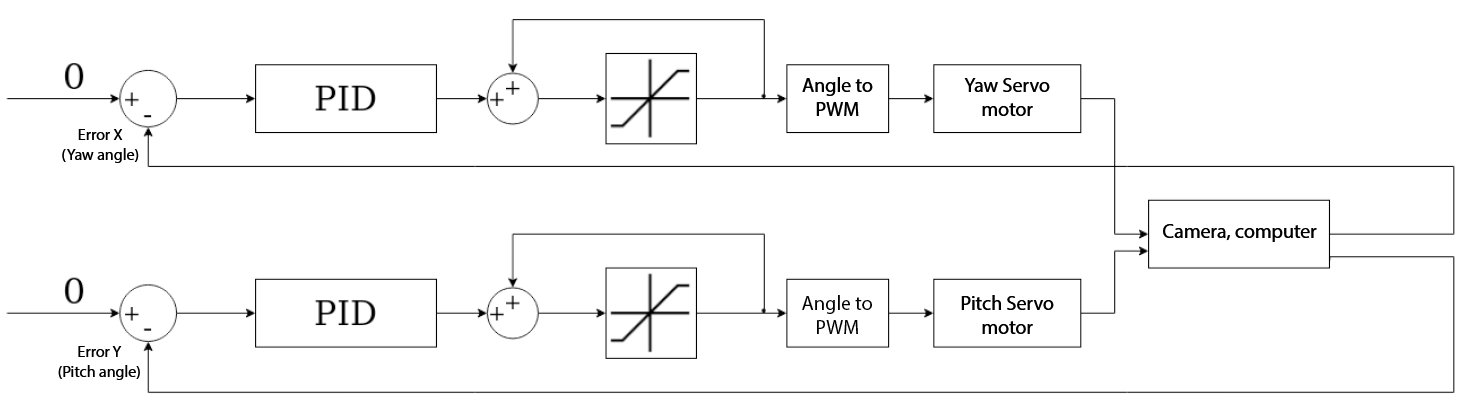 0
+
-
Error X
(Yaw angle)
PID
+
+
Angle to
PWM
Yaw Servo
motor
Camera, computer
0
+
-
Error Y
(Pitch angle)
PID
+
+
Angle to
PWM
Pitch Servo
motor